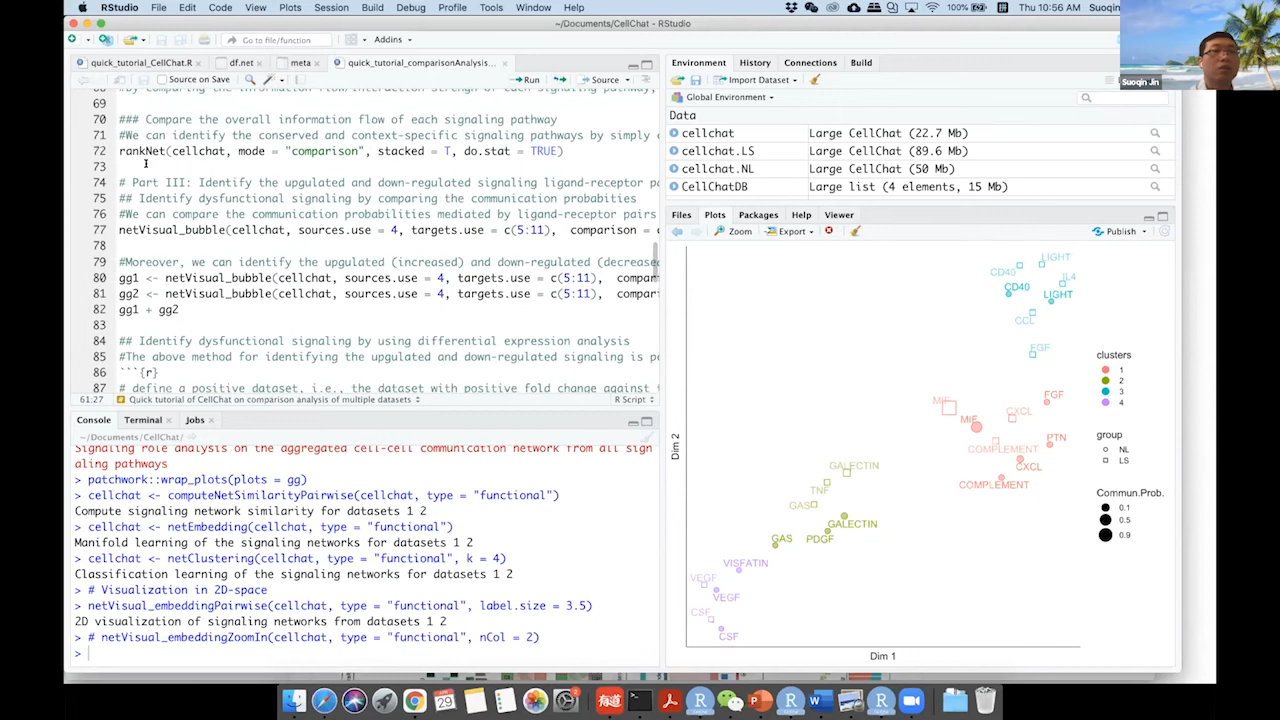 RStudio File Edit Code View Plots Session Build Debug Profile Tools Window Help
100% Thu 10:56 AM Suoqin
~/Documents/CellChat - RStudio
Go to file/function Addins
quick_tutorial_CellChat.R df.net meta quick_tutorial_comparisonAnalysis...
Source on Save Run Source
69
70 ### Compare the overall information flow of each signaling pathway
71 #We can identify the conserved and context-specific signaling pathways by simply
72 rankNet(cellchat, mode = "comparison", stacked = T, do.stat = TRUE)
73
74 # Part III: Identify the upgulated and down-regulated signaling ligand-receptor
75 ## Identify dysfunctional signaling by comparing the communication probabities
76 #We can compare the communication probabilities mediated by ligand-receptor pairs
77 netVisual_bubble(cellchat, sources.use = 4, targets.use = c(5:11), comparison =
78
79 #Moreover, we can identify the upgulated (increased) and down-regulated (decrease
80 gg1 <- netVisual_bubble(cellchat, sources.use = 4, targets.use = c(5:11), compar
81 gg2 <- netVisual_bubble(cellchat, sources.use = 4, targets.use = c(5:11), compar
82 gg1 + gg2
83
84 ## Identify dysfunctional signaling by using differential expression analysis
85 #The above method for identifying the upgulated and down-regulated signaling is
86 ```{r}
87 # define a positive dataset, i.e., the dataset with positive fold change against
61:27 Quick tutorial of CellChat on comparison analysis of multiple datasets R Script
Console Terminal Jobs
~/Documents/CellChat/
Signaling role analysis on the aggregated cell-cell communication network from all sign
aling pathways
> patchwork::wrap_plots(plots = gg)
> cellchat <- computeNetSimilarityPairwise(cellchat, type = "functional")
Compute signaling network similarity for datasets 1 2
> cellchat <- netEmbedding(cellchat, type = "functional")
Manifold learning of the signaling networks for datasets 1 2
> cellchat <- netClustering(cellchat, type = "functional", k = 4)
Classification learning of the signaling networks for datasets 1 2
> # Visualization in 2D-space
> netVisual_embeddingPairwise(cellchat, type = "functional", label.size = 3.5)
2D visualization of signaling networks from datasets 1 2
> # netVisual_embeddingZoomIn(cellchat, type = "functional", nCol = 2)
>
Environment History Connections Build
Import Dataset
Global Environment
Data
cellchat Large CellChat (22.7 Mb)
cellchat.LS Large CellChat (89.6 Mb)
cellchat.NL Large CellChat (50 Mb)
CellChatDB Large list (4 elements, 15 Mb)
Files Plots Packages Help Viewer
Zoom Export Publish
LIGHT
CD40
IL4
CD40
LIGHT
CCL
FGF
FGF
MIF
CXCL
MIF
PTN
COMPLEMENT
CXCL
COMPLEMENT
GALECTIN
TNF
GAS
GALECTIN
GAS
PDGF
VISFATIN
VEGF
VEGF
CSF
CSF
Dim 2
Dim 1
clusters
1
2
3
4
group
NL
LS
Commun.Prob.
0.1
0.5
0.9
Suoqin Jin
APR
29
有道